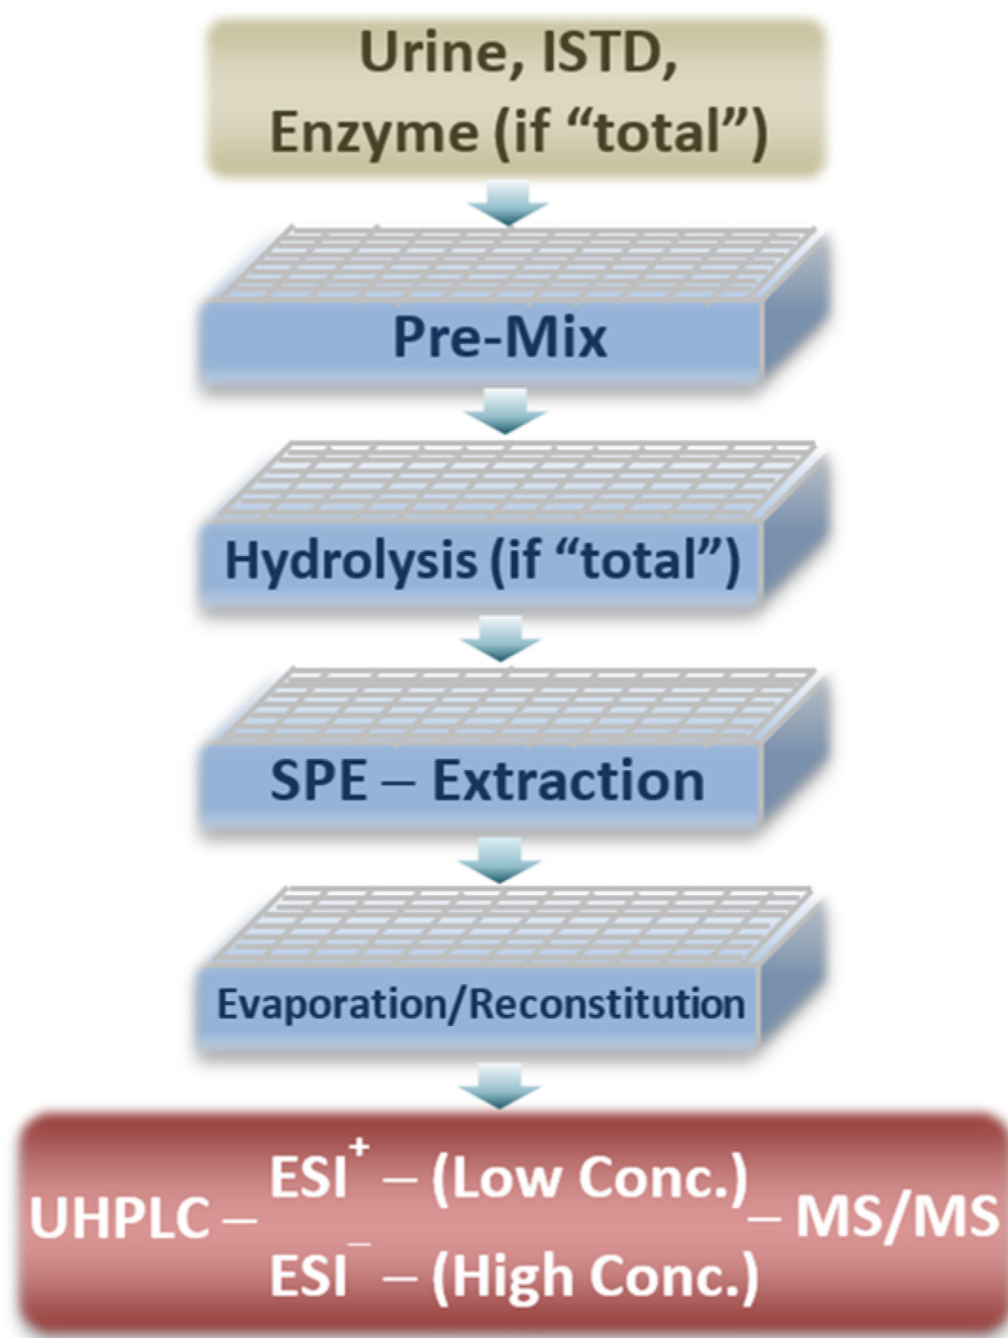 Urine, ISTD,
Enzyme (if “total”)
Pre-Mix
Hydrolysis (if “total”)
SPE – Extraction
Evaporation/Reconstitution
ESI⁺ – (Low Conc.)
UHPLC – – MS/MS
ESI⁻ – (High Conc.)